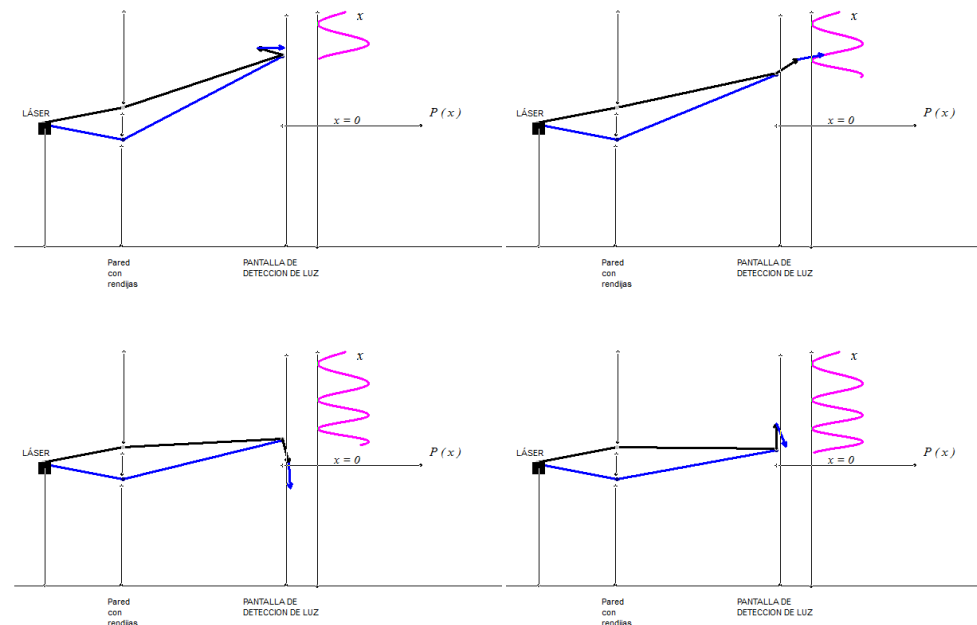 x
LÁSER
x = 0
P ( x )
Pared
con
rendijas
PANTALLA DE
DETECCION DE LUZ
x
LÁSER
x = 0
P ( x )
Pared
con
rendijas
PANTALLA DE
DETECCION DE LUZ
x
LÁSER
x = 0
P ( x )
Pared
con
rendijas
PANTALLA DE
DETECCION DE LUZ
x
LÁSER
x = 0
P ( x )
Pared
con
rendijas
PANTALLA DE
DETECCION DE LUZ